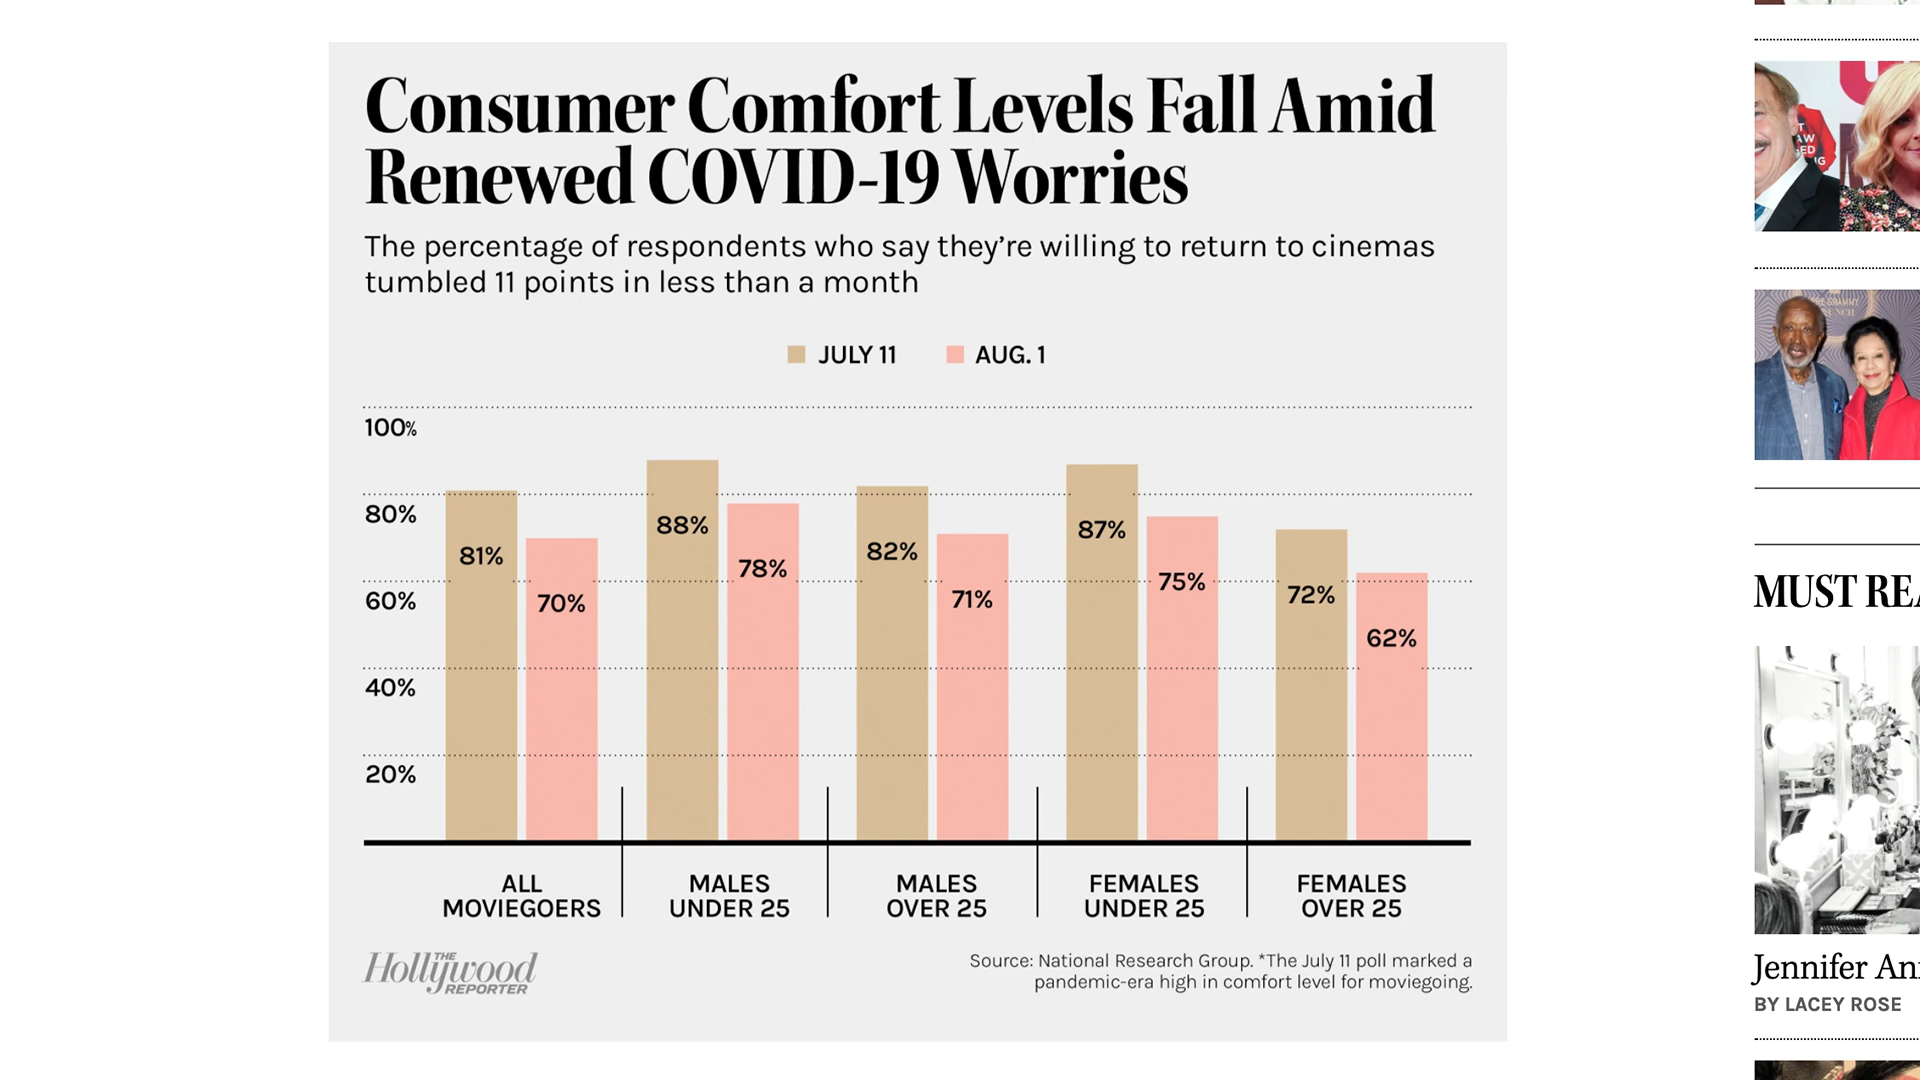 Consumer Comfort Levels Fall Amid
Renewed COVID-19 Worries
The percentage of respondents who say they’re willing to return to cinemas
tumbled 11 points in less than a month
JULY 11 AUG. 1
100%
80%
60%
40%
20%
81% 70% 88% 78% 82% 71% 87% 75% 72% 62%
ALL
MOVIEGOERS
MALES
UNDER 25
MALES
OVER 25
FEMALES
UNDER 25
FEMALES
OVER 25
THE
Hollywood
REPORTER
Source: National Research Group. *The July 11 poll marked a
pandemic-era high in comfort level for moviegoing.
MUST REA
Jennifer Ani
BY LACEY ROSE